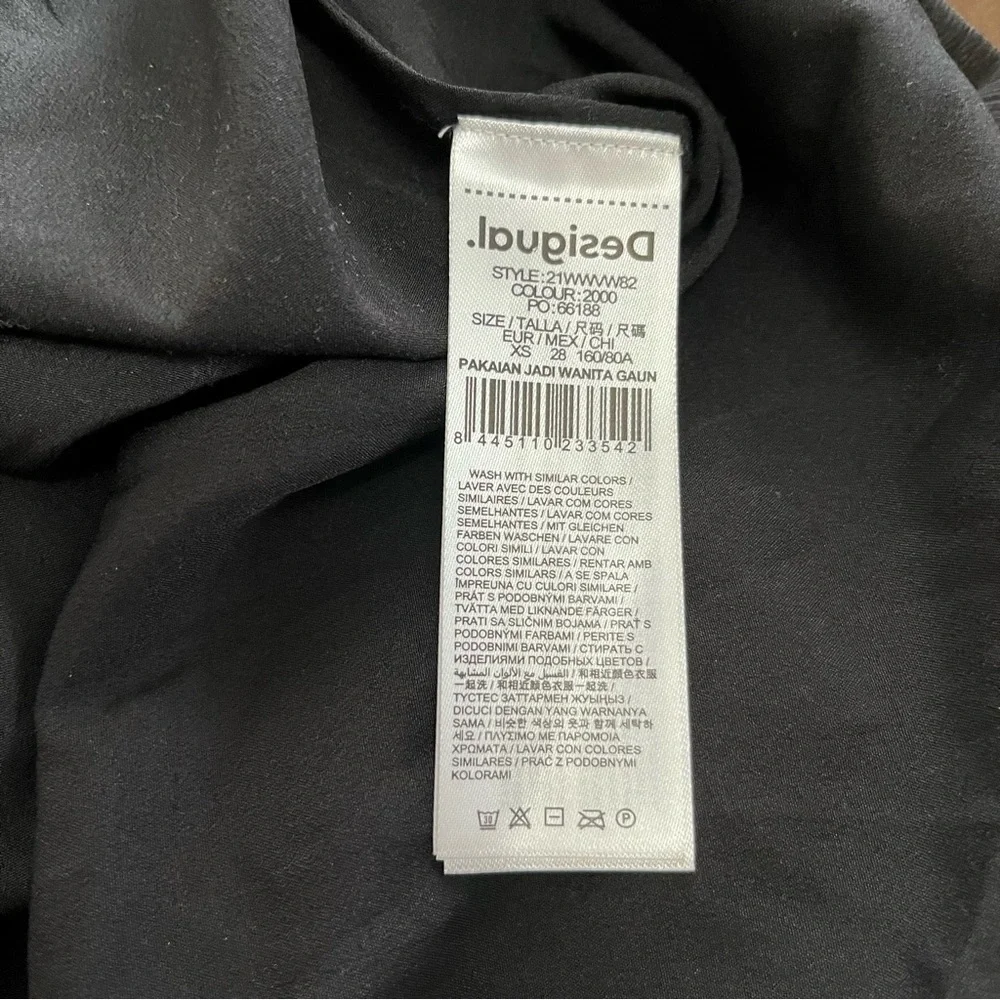 Desigual.
STYLE:21WWVW82
COLOUR:2000
PO:66188
SIZE / TALLA / 尺码 / 尺碼
EUR / MEX / CHI
XS 28 160/80A
PAKAIAN JADI WANITA GAUN
8 445110 233542
WASH WITH SIMILAR COLORS /
LAVER AVEC DES COULEURS
SIMILAIRES / LAVAR COM CORES
SEMELHANTES / LAVAR COM CORES
SEMELHANTES / MIT GLEICHEN
FARBEN WASCHEN / LAVARE CON
COLORI SIMILI / LAVAR CON
COLORES SIMILARES / RENTAR AMB
COLORS SIMILARS / A SE SPALA
ÎMPREUNA CU CULORI SIMILARE /
PRÁT S PODOBNÝMI BARVAMI /
TVÄTTA MED LIKNANDE FÄRGER /
PRATI SA SLIČNIM BOJAMA / PRAŤ S
PODOBNÝMI FARBAMI / PERITE S
PODOBNIMI BARVAMI / СТИРАТЬ С
ИЗДЕЛИЯМИ ПОДОБНЫХ ЦВЕТОВ /
الغسيل مع الألوان المشابهة / 和相近颜色衣服
一起洗 / 和相近顏色衣服一起洗 /
ТҮСТЕС ЗАТТАРМЕН ЖУЫҢЫЗ /
DICUCI DENGAN YANG WARNANYA
SAMA / 비슷한 색상의 옷과 함께 세탁하
세요 / ΠΛΥΣΙΜΟ ΜΕ ΠΑΡΟΜΟΙΑ
ΧΡΩΜΑΤΑ / LAVAR CON COLORES
SIMILARES / PRAĆ Z PODOBNYMI
KOLORAMI
30
P